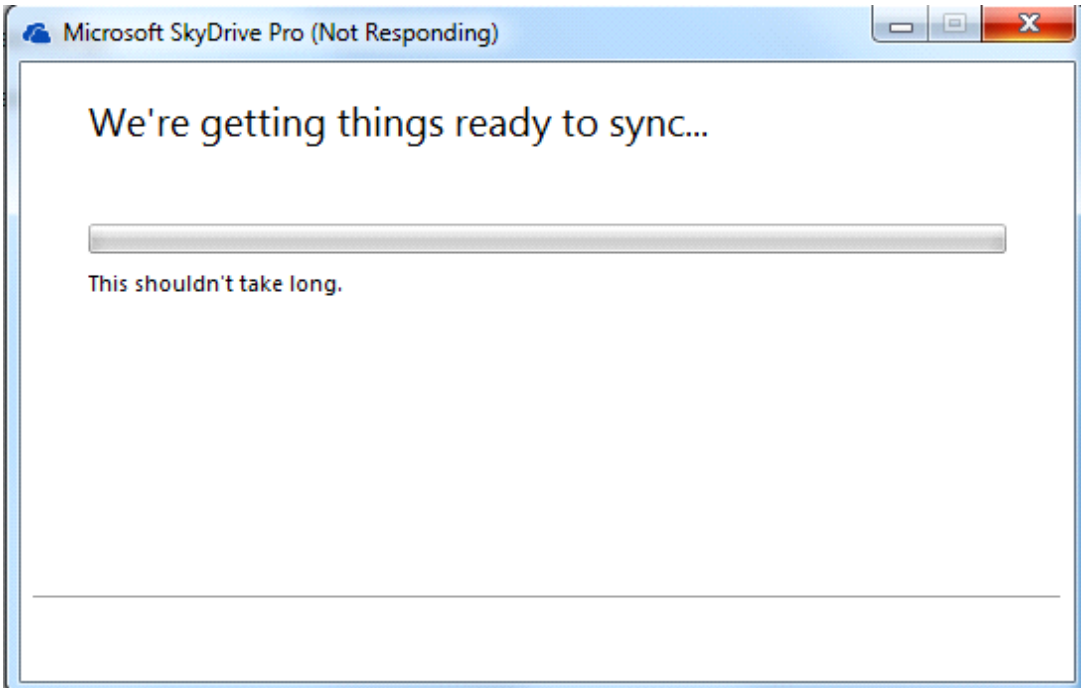 Microsoft SkyDrive Pro (Not Responding)
We're getting things ready to sync...
This shouldn't take long.